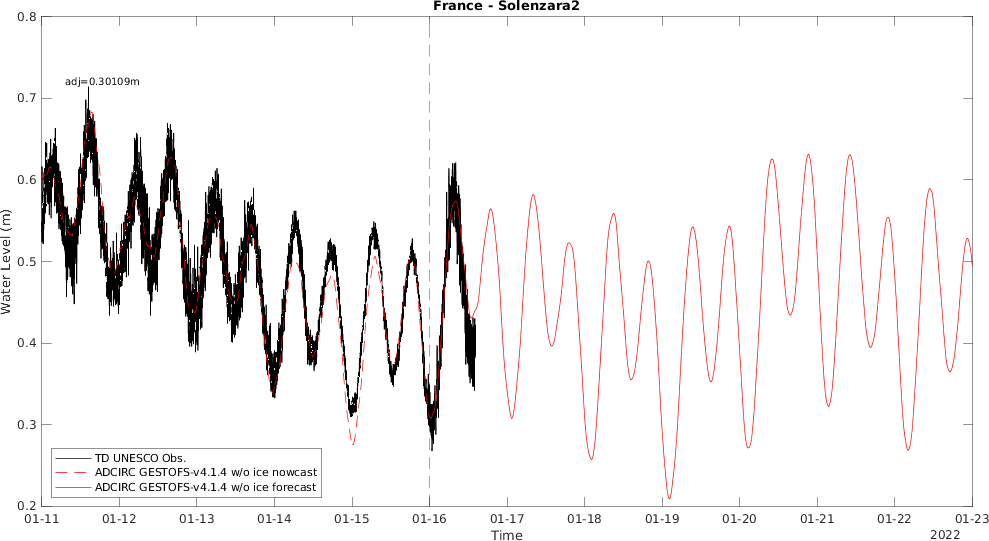 France - Solenzara2
0.8
0.7
0.6
0.5
0.4
0.3
0.2
Water Level (m)
adj=0.30109m
TD UNESCO Obs.
ADCIRC GESTOFS-v4.1.4 w/o ice nowcast
ADCIRC GESTOFS-v4.1.4 w/o ice forecast
01-11 01-12 01-13 01-14 01-15 01-16 01-17 01-18 01-19 01-20 01-21 01-22 01-23
Time
2022